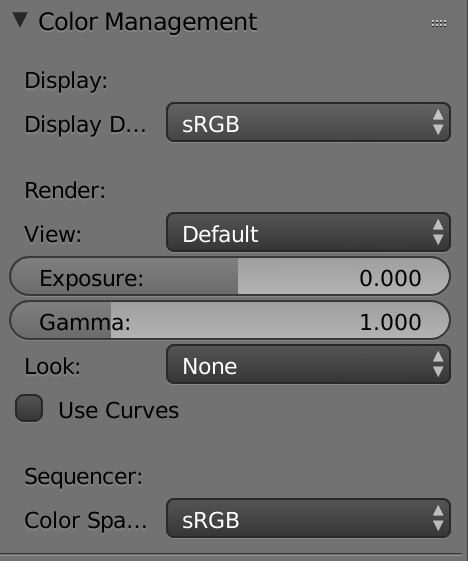 Color Management
Display:
Display D... sRGB
Render:
View: Default
Exposure: 0.000
Gamma: 1.000
Look: None
Use Curves
Sequencer:
Color Spa... sRGB